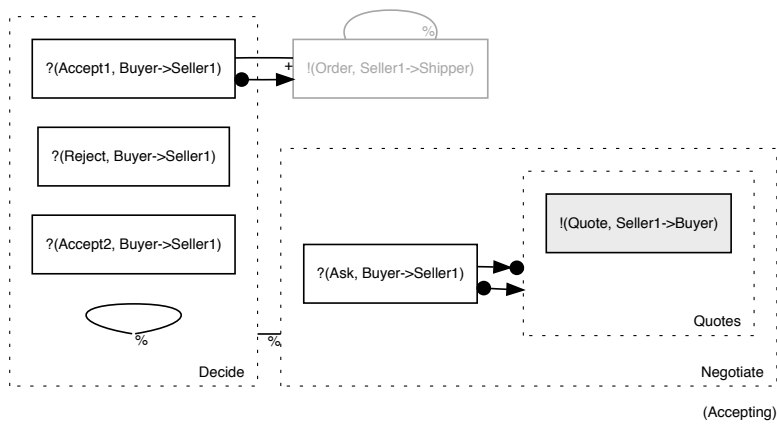 ?(Accept1, Buyer->Seller1)
+
!(Order, Seller1->Shipper)
%
?(Reject, Buyer->Seller1)
?(Accept2, Buyer->Seller1)
%
Decide
%
?(Ask, Buyer->Seller1)
!(Quote, Seller1->Buyer)
Quotes
Negotiate
(Accepting)